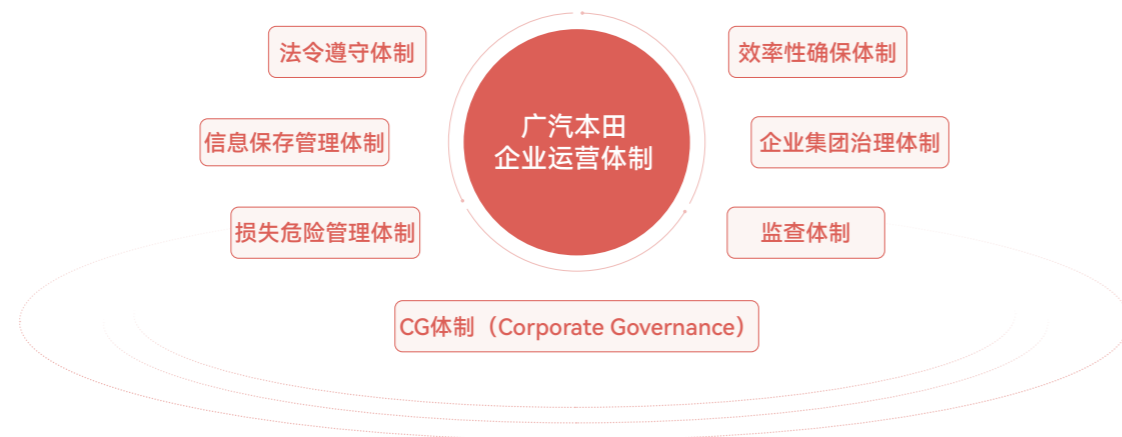 法令遵守体制
效率性确保体制
广汽本田
企业运营体制
信息保存管理体制
企业集团治理体制
损失危险管理体制
监查体制
CG体制（Corporate Governance）